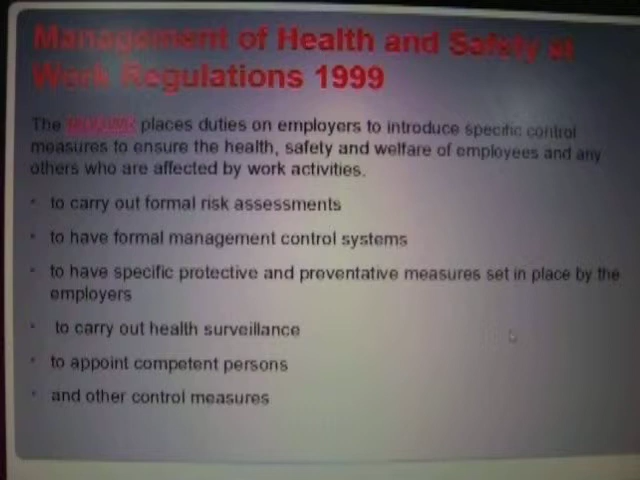 Management of Health and Safety at
Work Regulations 1999
The places duties on employers to introduce specific control
measures to ensure the health, safety and welfare of employees and any
others who are affected by work activities.
to carry out formal risk assessments
to have formal management control systems
to have specific protective and preventative measures set in place by the
employers
to carry out health surveillance
to appoint competent persons
and other control measures